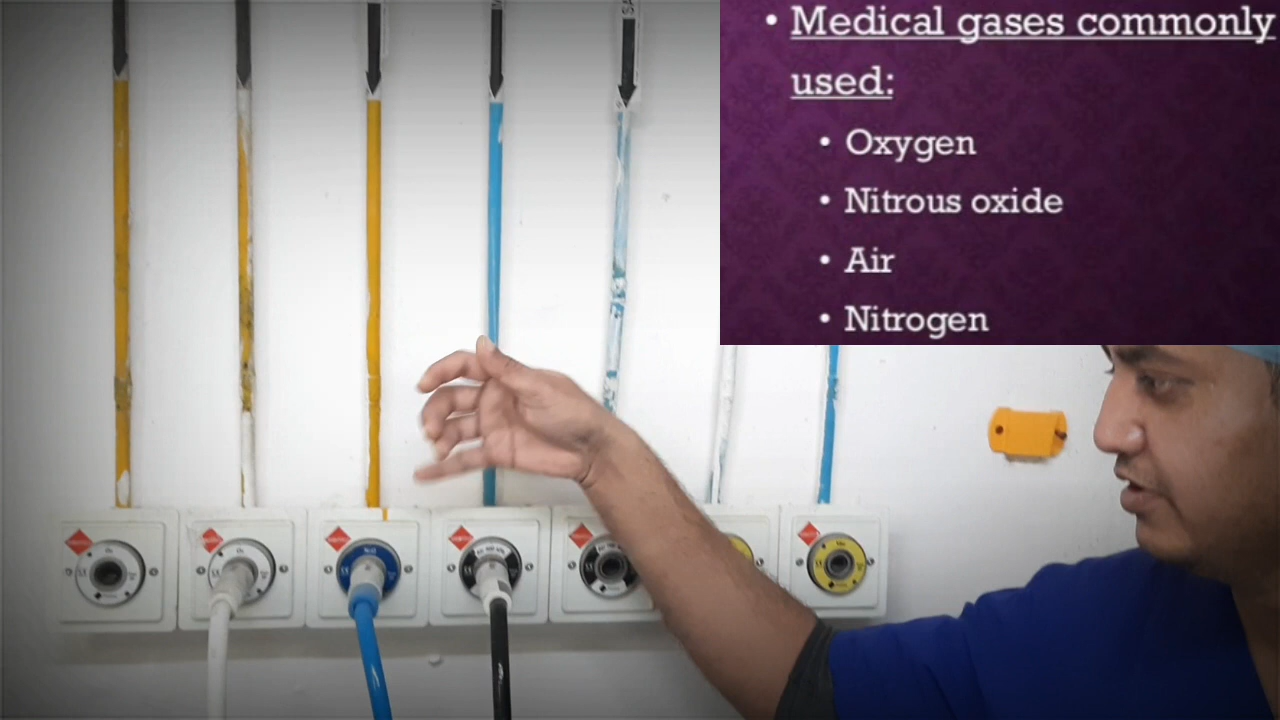 • Medical gases commonly
used:
• Oxygen
• Nitrous oxide
• Air
• Nitrogen